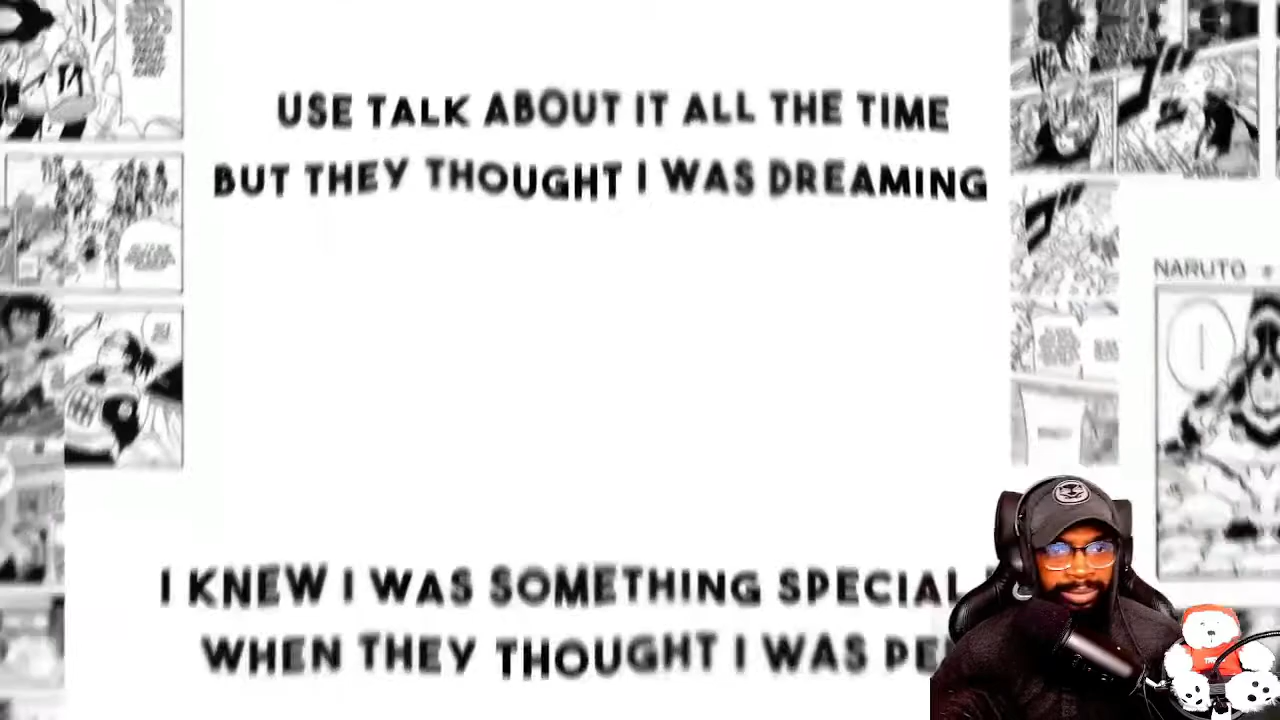 USE TALK ABOUT IT ALL THE TIME
BUT THEY THOUGHT I WAS DREAMING
NARUTO
I KNEW I WAS SOMETHING SPECIAL
WHEN THEY THOUGHT I WAS